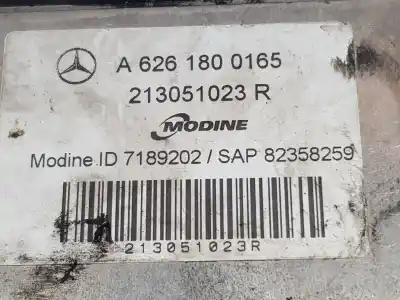 A 626 180 0165
213051023 R
MODINE
Modine ID 7189202 / SAP 82358259
213051023R